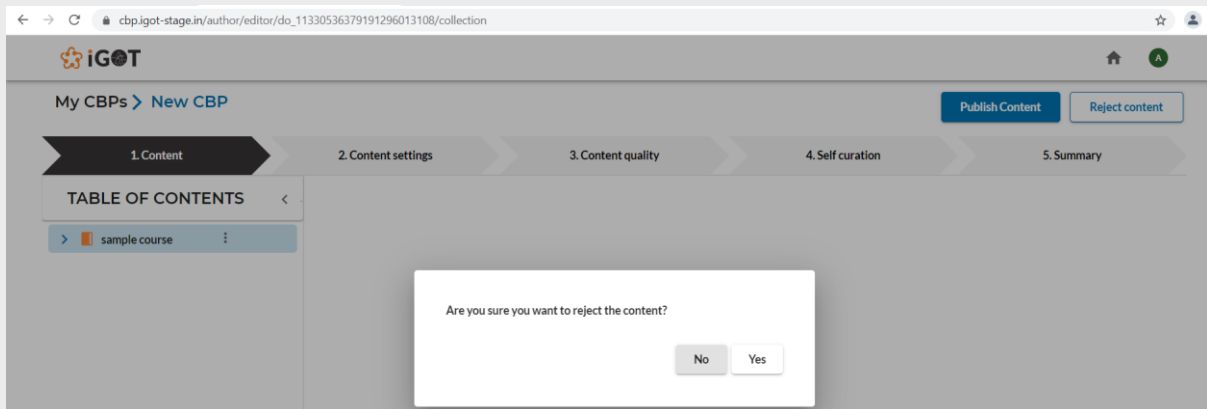 cbp.igot-stage.in/author/editor/do_11330536379191296013108/collection
iGOT
A
My CBPs New CBP
Publish Content
Reject content
1. Content
2. Content settings
3. Content quality
4. Self curation
5. Summary
TABLE OF CONTENTS
sample course
Are you sure you want to reject the content?
No
Yes